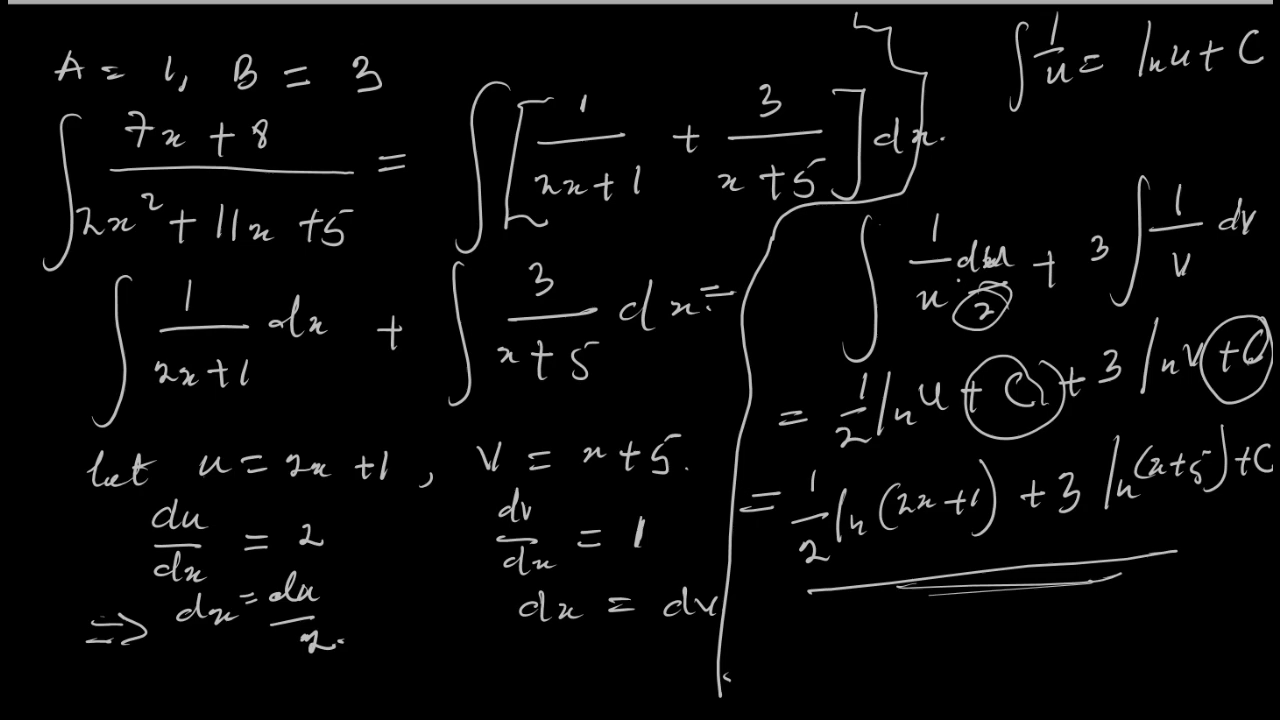 A = 1, B = 3
∫ (7x + 8)/(2x² + 11x + 5) = ∫ [1/(2x+1) + 3/(x+5)] dx.
∫ 1/(2x+1) dx + ∫ 3/(x+5) dx =
let u = 2x+1, v = x+5.
du/dx = 2 dv/dx = 1
⇒ dx = du/2. dx = dv
∫ 1/u = ln u + C
∫ 1/u · du/2 + 3 ∫ 1/v dv
= 1/2 ln u + C₁ + 3 ln v + C
= 1/2 ln (2x+1) + 3 ln (x+5) + C